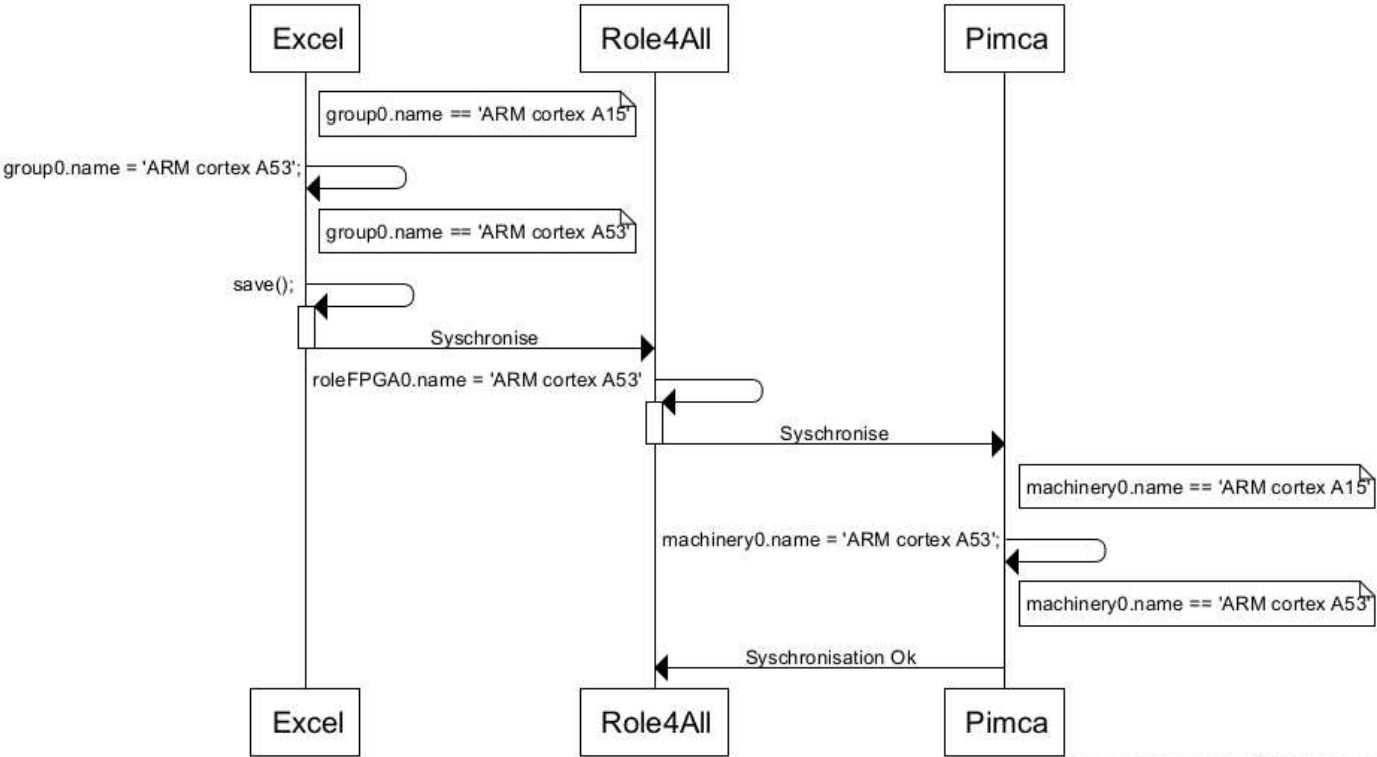 Excel
Role4All
Pimca
group0.name == 'ARM cortex A15'
group0.name = 'ARM cortex A53';
group0.name == 'ARM cortex A53'
save();
Syschronise
roleFPGA0.name = 'ARM cortex A53'
Syschronise
machinery0.name == 'ARM cortex A15'
machinery0.name = 'ARM cortex A53';
machinery0.name == 'ARM cortex A53'
Syschronisation Ok
Excel
Role4All
Pimca